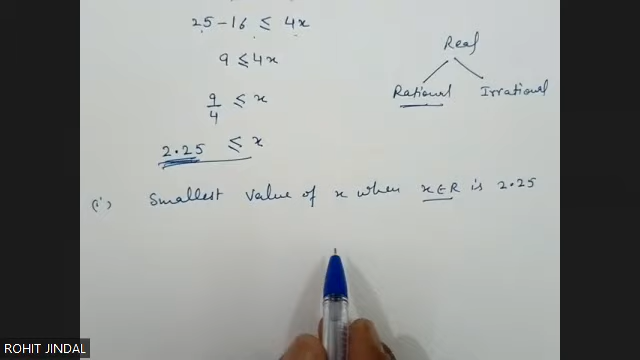 25-16 ≤ 4x
9 ≤ 4x
9/4 ≤ x
2.25 ≤ x
Real
Rational Irrational
(i) Smallest value of x when x∈R is 2.25
ROHIT JINDAL